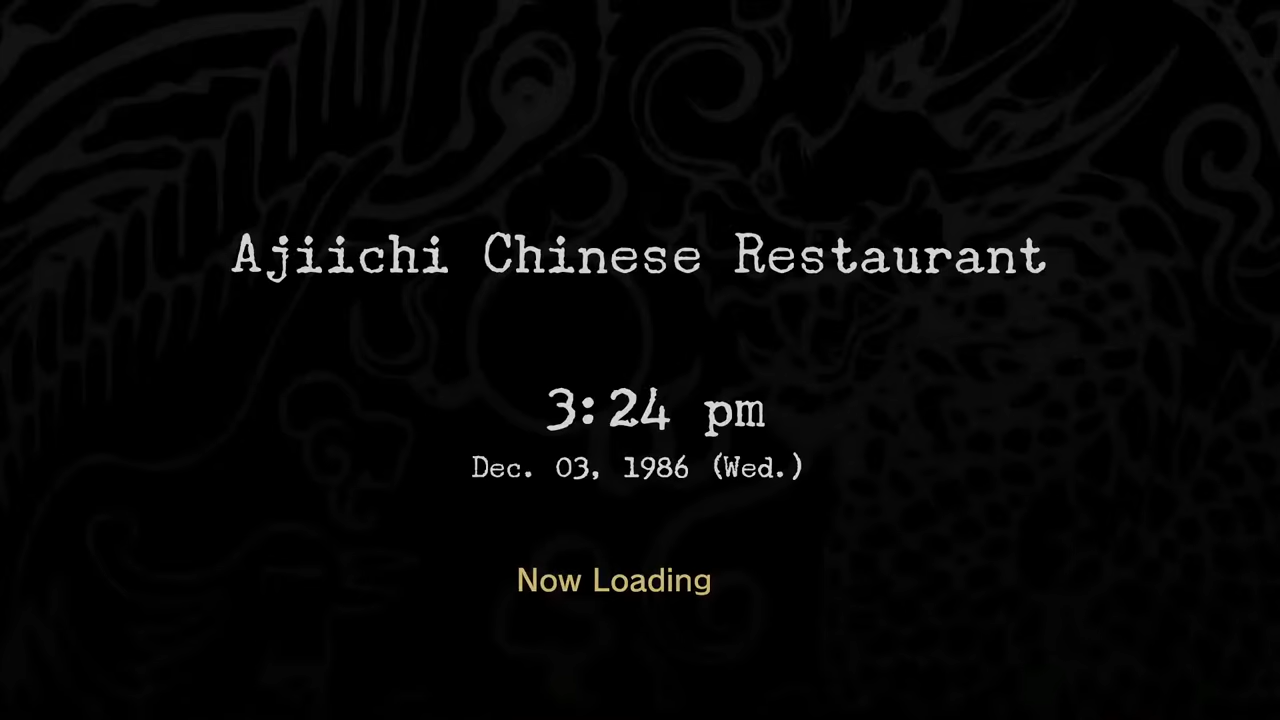 Ajiichi Chinese Restaurant
3:24 pm
Dec. 03, 1986 (Wed.)
Now Loading